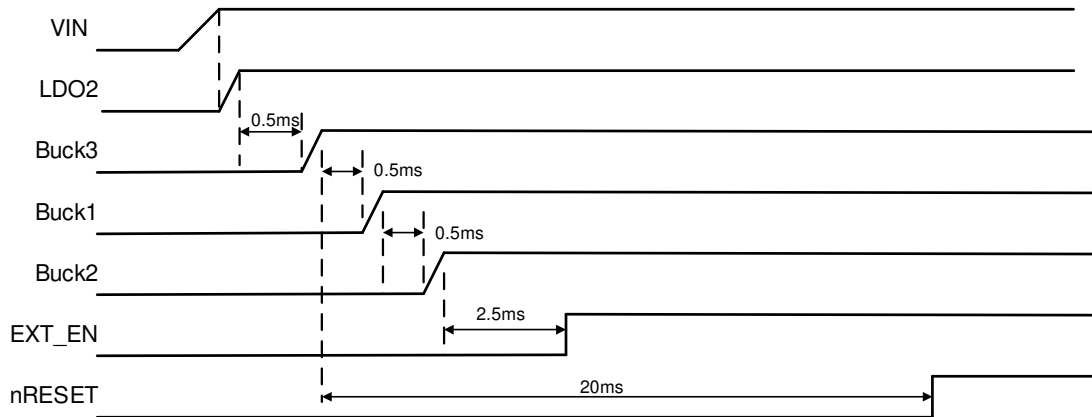 VIN
LDO2
0.5ms
Buck3
0.5ms
Buck1
0.5ms
Buck2
2.5ms
EXT_EN
20ms
nRESET